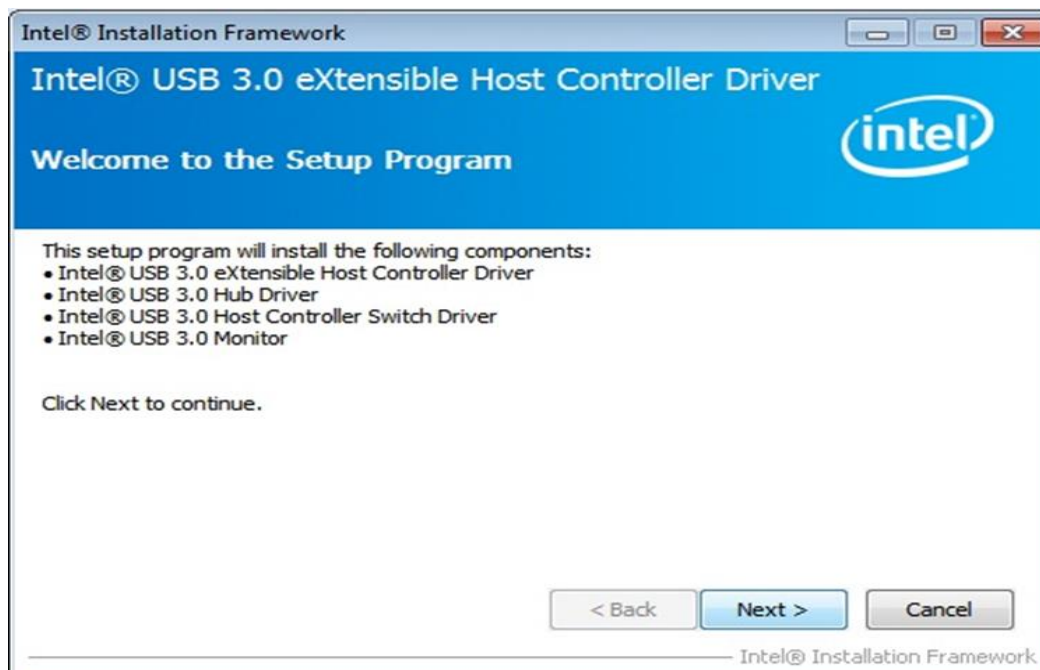 Intel® Installation Framework
Intel® USB 3.0 eXtensible Host Controller Driver
intel
Welcome to the Setup Program
This setup program will install the following components:
• Intel® USB 3.0 eXtensible Host Controller Driver
• Intel® USB 3.0 Hub Driver
• Intel® USB 3.0 Host Controller Switch Driver
• Intel® USB 3.0 Monitor
Click Next to continue.
< Back Next > Cancel
Intel® Installation Framework